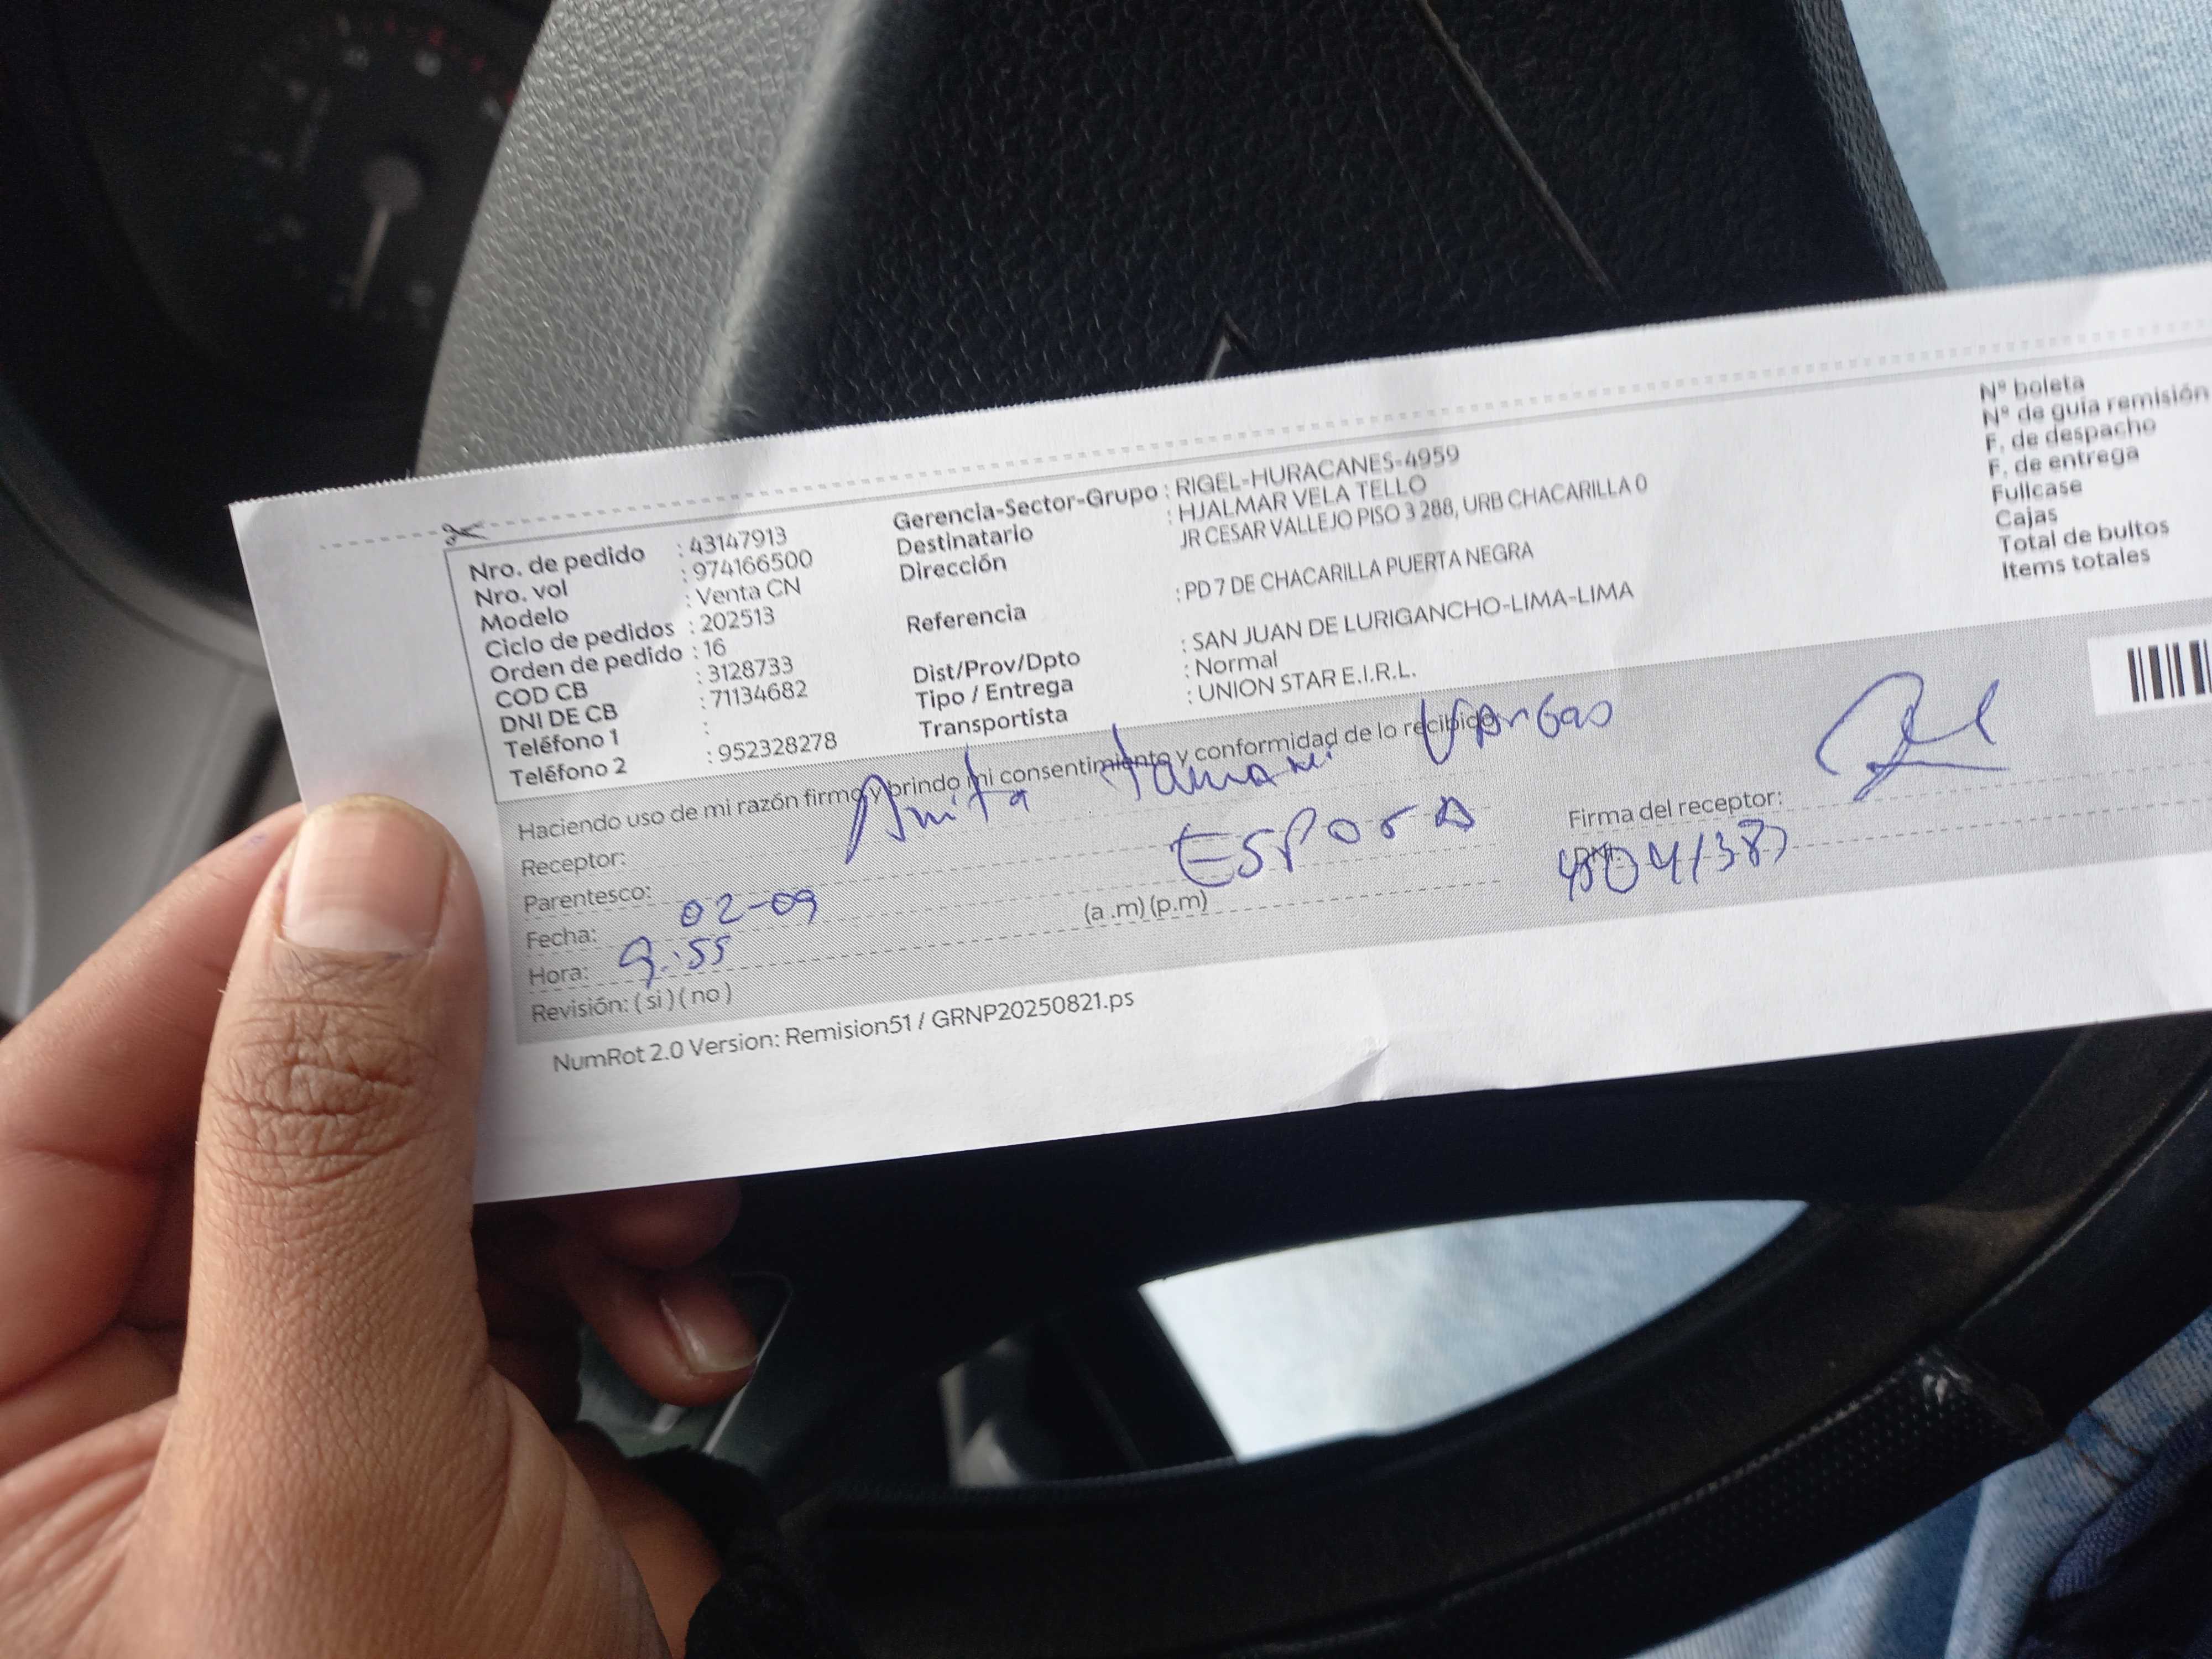 Nro. de pedido : 43147913
Nro. vol : 974166500
Modelo : Venta CN
Ciclo de pedidos : 202513
Orden de pedido : 16
COD CB : 3128733
DNI DE CB : 71134682
Teléfono 1 :
Teléfono 2 : 952328278
Gerencia-Sector-Grupo : RIGEL-HURACANES-4959
Destinatario : HJALMAR VELA TELLO
Dirección JR CESAR VALLEJO PISO 3 288, URB CHACARILLA 0
Referencia : PD 7 DE CHACARILLA PUERTA NEGRA
Dist/Prov/Dpto : SAN JUAN DE LURIGANCHO-LIMA-LIMA
Tipo / Entrega : Normal
Transportista : UNION STAR E.I.R.L.
N° boleta
N° de guía remisión
F. de despacho
F. de entrega
Fullcase
Cajas
Total de bultos
Items totales
Haciendo uso de mi razón firmo y brindo mi consentimiento y conformidad de lo recibido
Receptor: Anita Vargas
Parentesco: Esposa
Firma del receptor:
DNI:
Fecha: 02-09
Hora: 9:55 (a .m) (p.m)
Revisión: ( si ) ( no )
NumRot 2.0 Version: Remision51 / GRNP20250821.ps